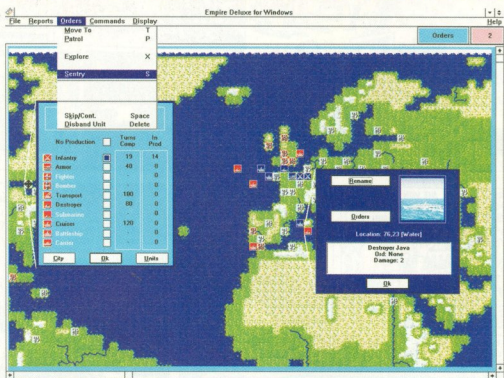 Empire Deluxe for Windows
File Reports Orders Commands Display Help
Move To T
Patrol P
Explore X
Sentry S
Skip/Cont. Space
Disband Unit Delete
Orders 2
No Production
Turns Comp
In Prod
Infantry 19 14
Armor 40 0
Fighter 0
Bomber 0
Transport 180 0
Destroyer 80 0
Submarine 0
Cruiser 120 0
Battleship - 0
Carrier - 0
City Ok Units
Rename
Orders
Location: 76,23 [Water]
Destroyer Java
Ord: None
Damage: 2
Ok